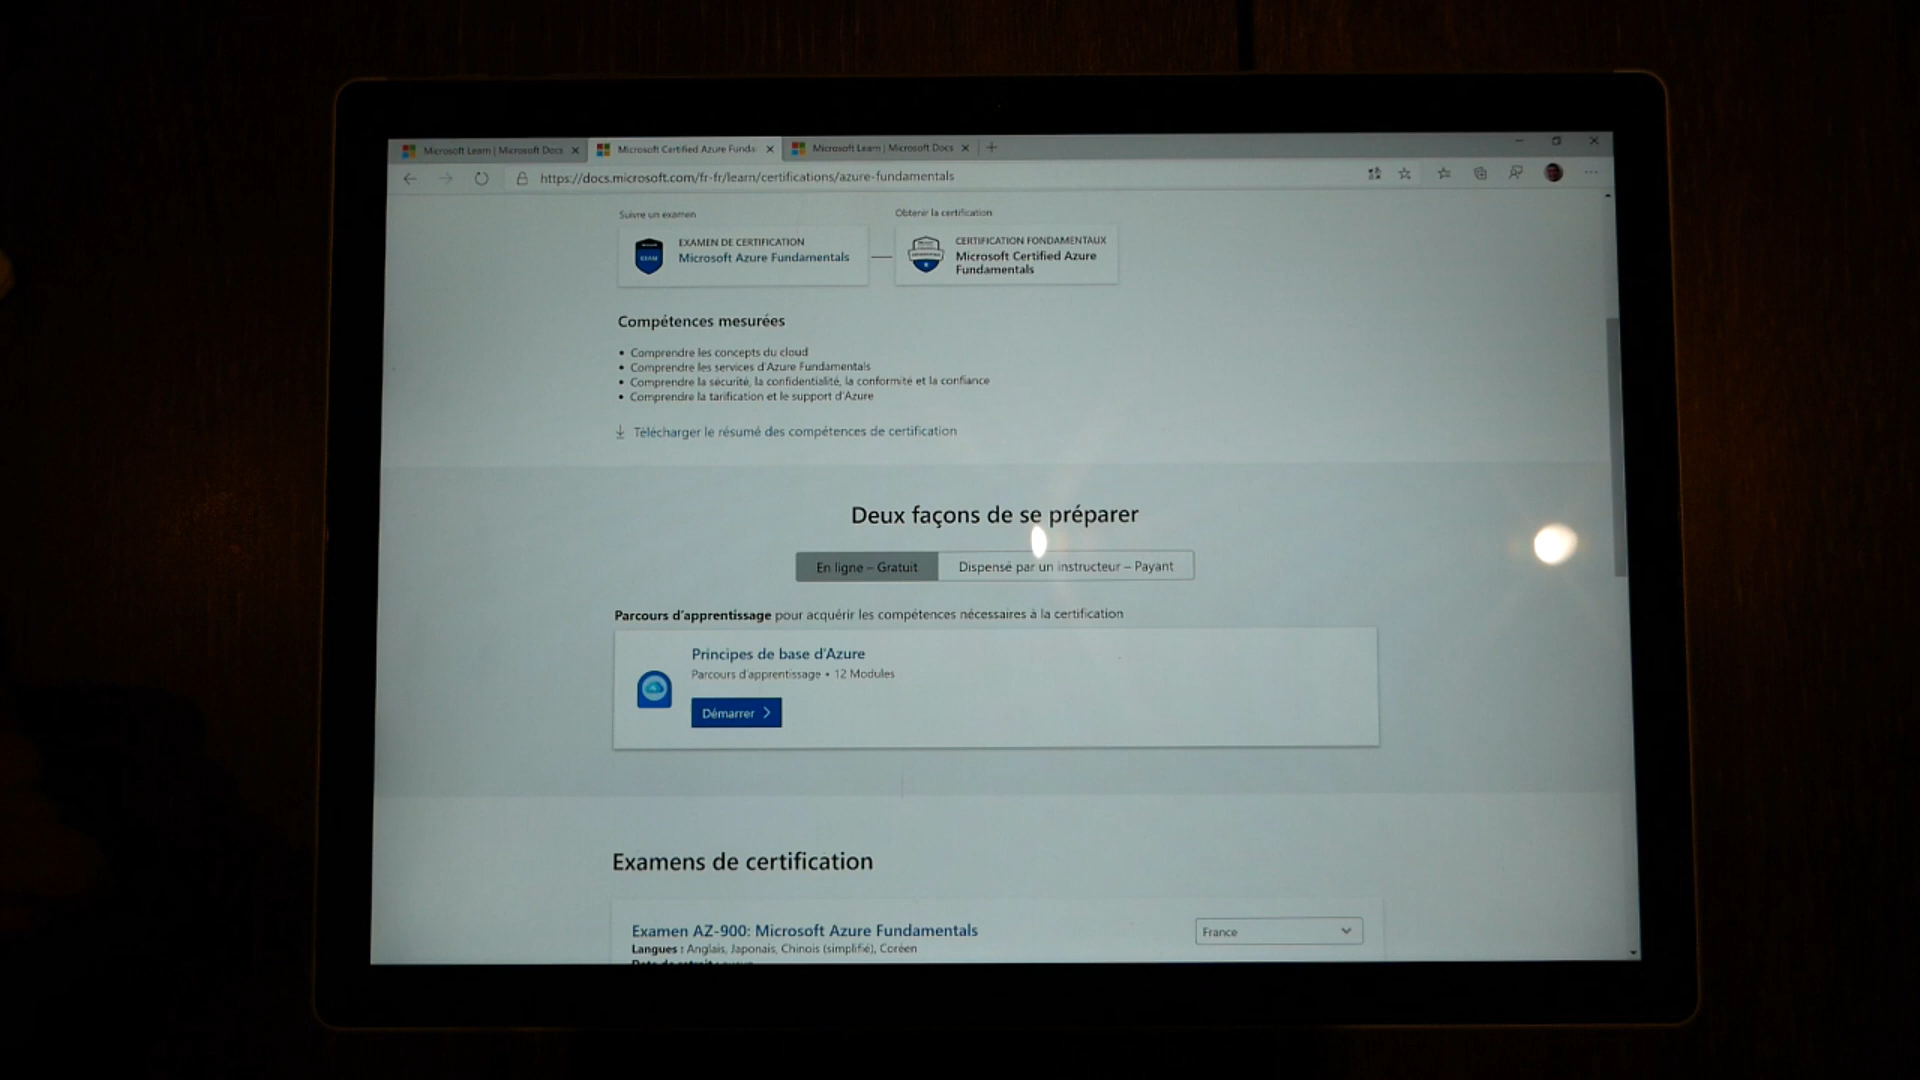 Microsoft Learn | Microsoft Docs
Microsoft Certified Azure Funda
Microsoft Learn | Microsoft Docs
https://docs.microsoft.com/fr-fr/learn/certifications/azure-fundamentals
Suivre un examen
Obtenir la certification
EXAMEN DE CERTIFICATION
Microsoft Azure Fundamentals
EXAM
CERTIFICATION FONDAMENTAUX
Microsoft Certified Azure
Fundamentals
Compétences mesurées
• Comprendre les concepts du cloud
• Comprendre les services d'Azure Fundamentals
• Comprendre la sécurité, la confidentialité, la conformité et la confiance
• Comprendre la tarification et le support d'Azure
Télécharger le résumé des compétences de certification
Deux façons de se préparer
En ligne – Gratuit
Dispensé par un instructeur – Payant
Parcours d'apprentissage pour acquérir les compétences nécessaires à la certification
Principes de base d'Azure
Parcours d'apprentissage • 12 Modules
Démarrer
Examens de certification
Examen AZ-900: Microsoft Azure Fundamentals
France
Langues : Anglais, Japonais, Chinois (simplifié), Coréen